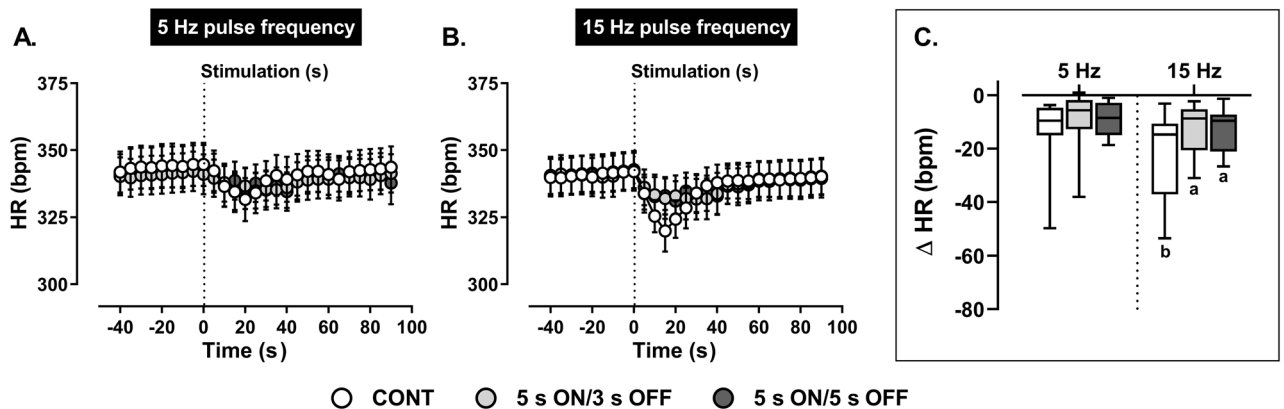 A.
5 Hz pulse frequency
Stimulation (s)
375
350
325
300
HR (bpm)
-40 -20 0 20 40 60 80 100
Time (s)
B.
15 Hz pulse frequency
Stimulation (s)
375
350
325
300
HR (bpm)
-40 -20 0 20 40 60 80 100
Time (s)
C.
5 Hz 15 Hz
0
-20
-40
-60
-80
Δ HR (bpm)
b a a
CONT 5 s ON/3 s OFF 5 s ON/5 s OFF